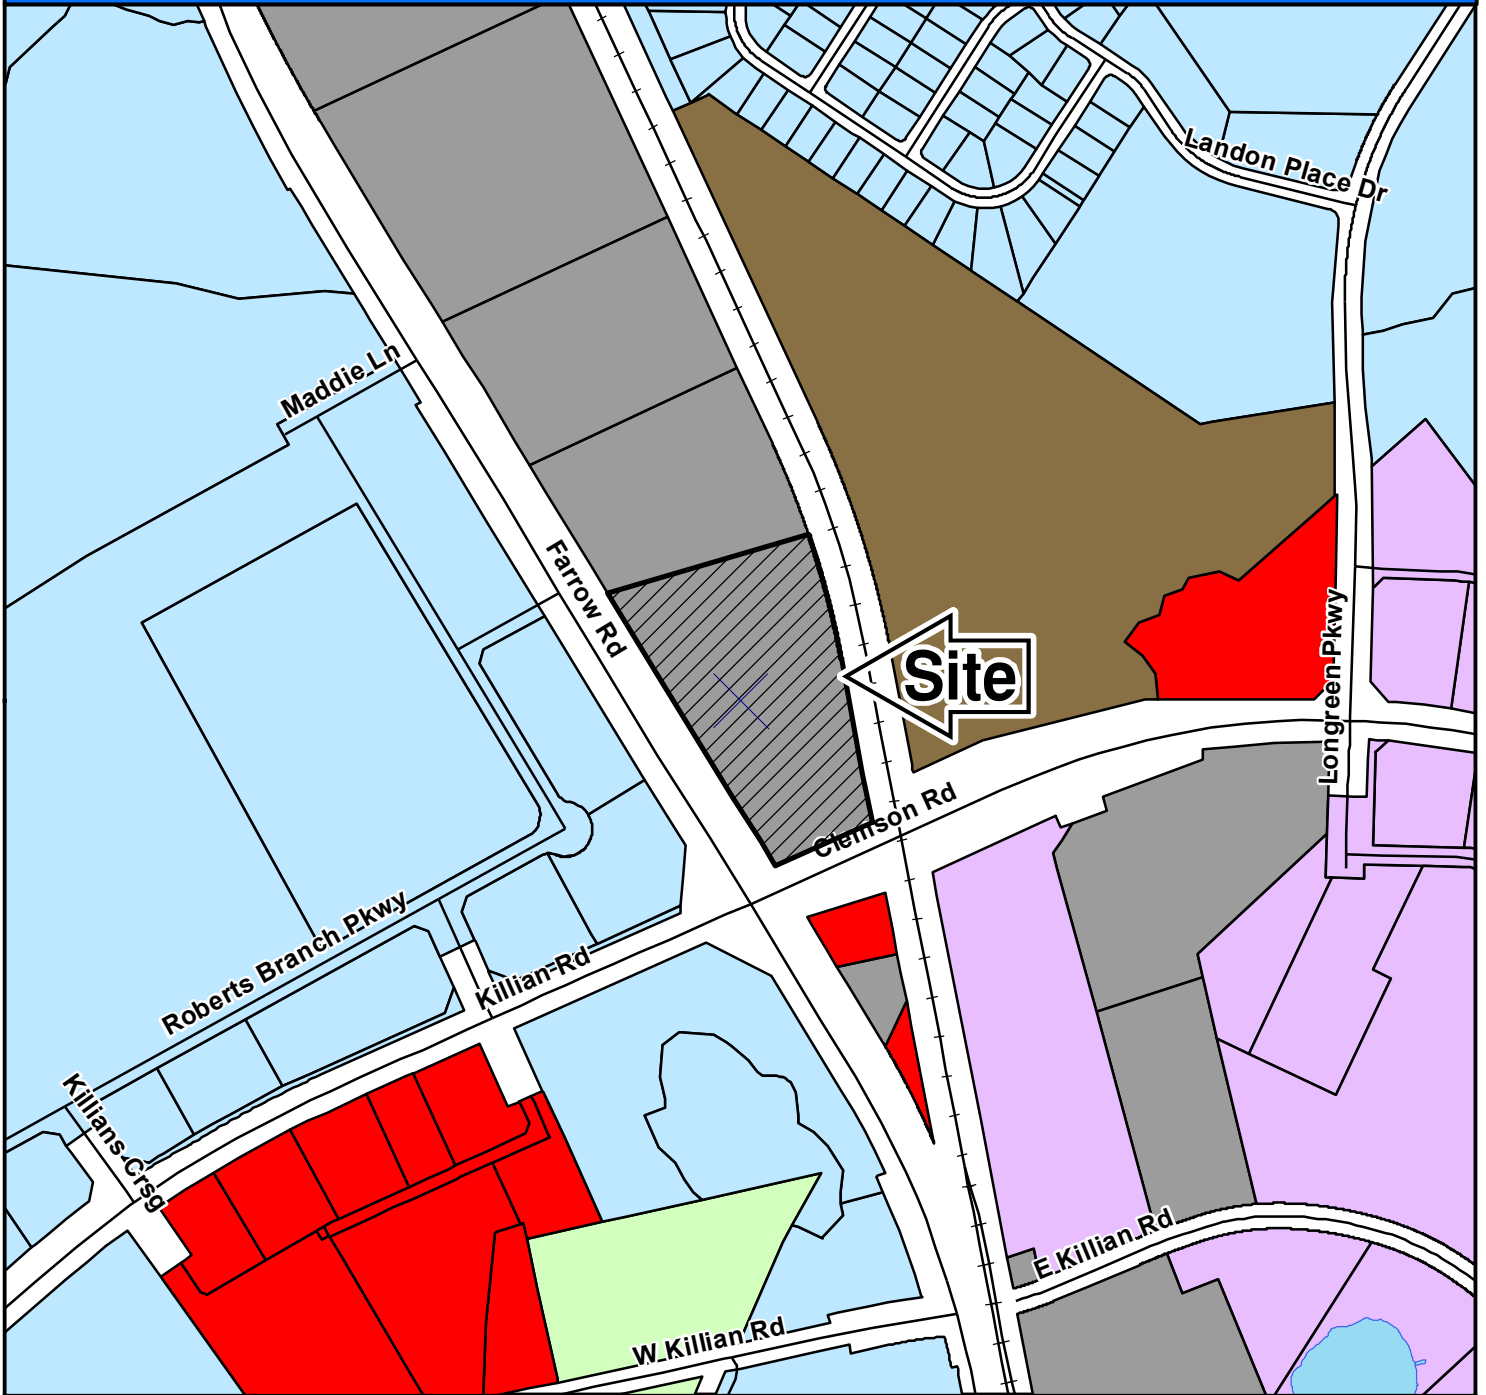 Landon Place Dr
Maddie Ln
Farrow Rd
Longreen Pkwy
Site
Clemson Rd
Roberts Branch Pkwy
Killian Rd
Killians Crsg
E Killian Rd
W Killian Rd